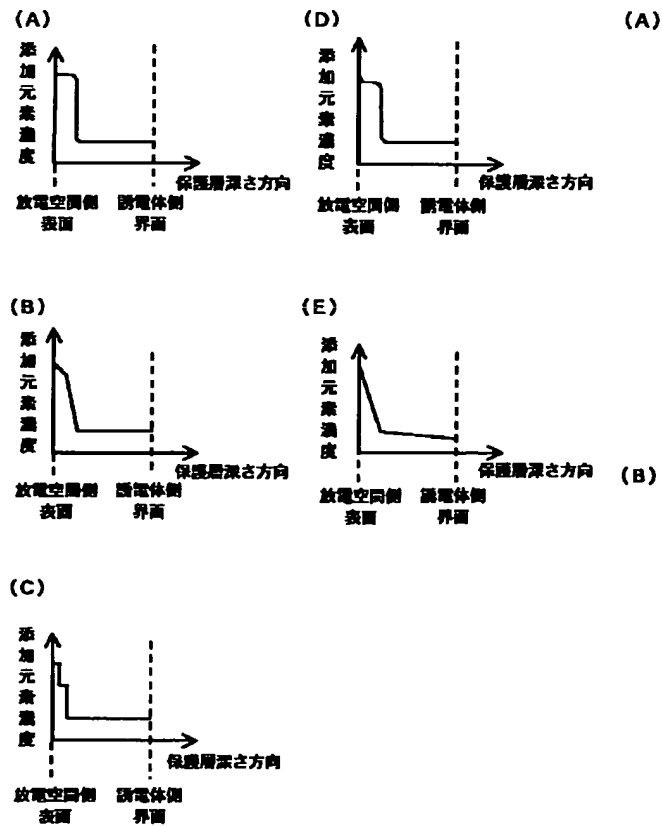 (A)
添加元素濃度
保護層深さ方向
放電空間側
表面
誘電体側
界面
(B)
添加元素濃度
保護層深さ方向
放電空間側
表面
誘電体側
界面
(C)
添加元素濃度
保護層深さ方向
放電空間側
表面
誘電体側
界面
(D)
添加元素濃度
保護層深さ方向
放電空間側
表面
誘電体側
界面
(E)
添加元素濃度
保護層深さ方向
放電空間側
表面
誘電体側
界面
(A)
(B)